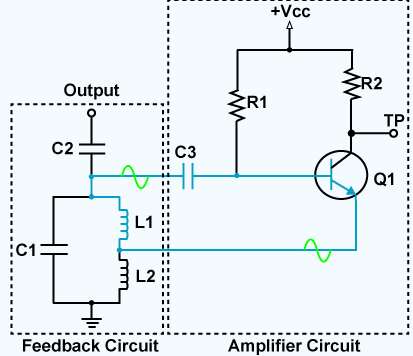 +Vcc
Output
R1
R2
TP
C2
C3
Q1
L1
C1
L2
Feedback Circuit
Amplifier Circuit